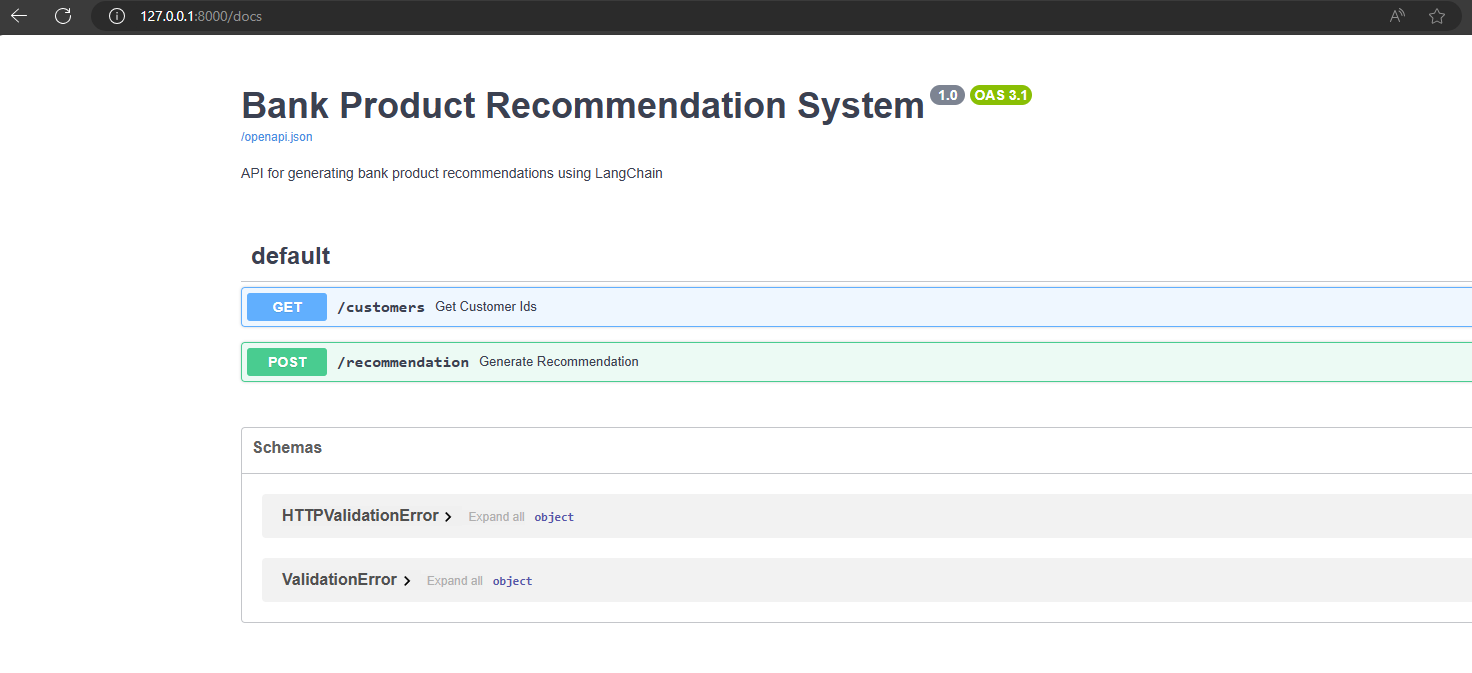 127.0.0.1:8000/docs
Bank Product Recommendation System 1.0 OAS 3.1
/openapi.json
API for generating bank product recommendations using LangChain
default
GET /customers Get Customer Ids
POST /recommendation Generate Recommendation
Schemas
HTTPValidationError Expand all object
ValidationError Expand all object